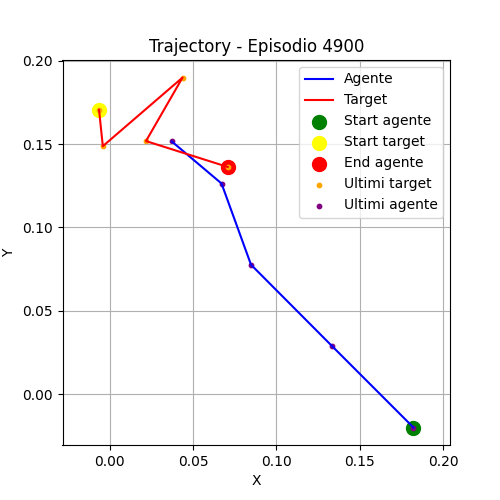 Trajectory - Episodio 4900
Agente
Target
Start agente
Start target
End agente
Ultimi target
Ultimi agente
Y
0.20
0.15
0.10
0.05
0.00
0.00
0.05
0.10
0.15
0.20
X